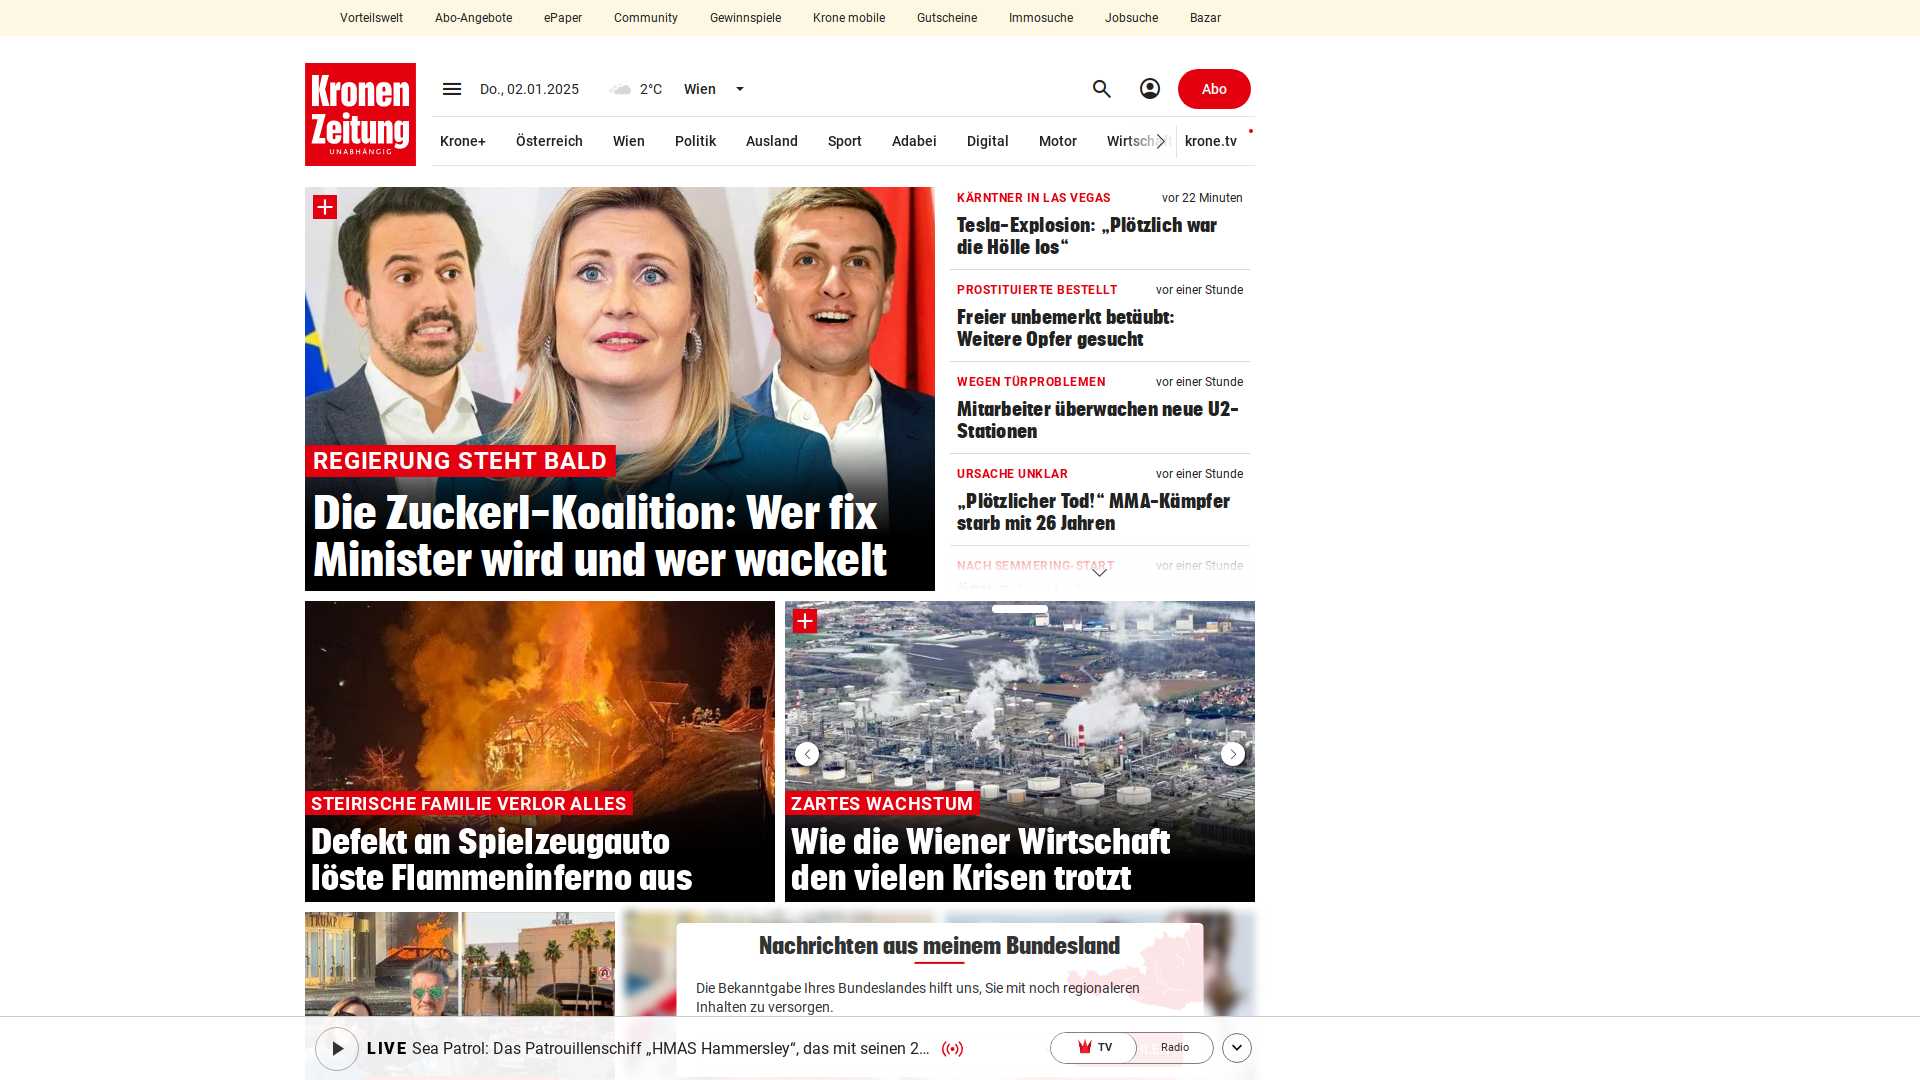 Vorteilswelt Abo-Angebote ePaper Community Gewinnspiele Krone mobile Gutscheine Immosuche Jobsuche Bazar
Kronen
Zeitung
UNABHÄNGIG
Do., 02.01.2025 2°C Wien
Abo
Krone+ Österreich Wien Politik Ausland Sport Adabei Digital Motor Wirtschaft krone.tv
REGIERUNG STEHT BALD
Die Zuckerl-Koalition: Wer fix
Minister wird und wer wackelt
KÄRNTNER IN LAS VEGAS vor 22 Minuten
Tesla-Explosion: „Plötzlich war
die Hölle los“
PROSTITUIERTE BESTELLT vor einer Stunde
Freier unbemerkt betäubt:
Weitere Opfer gesucht
WEGEN TÜRPROBLEMEN vor einer Stunde
Mitarbeiter überwachen neue U2-
Stationen
URSACHE UNKLAR vor einer Stunde
„Plötzlicher Tod!“ MMA-Kämpfer
starb mit 26 Jahren
NACH SEMMERING-START vor einer Stunde
STEIRISCHE FAMILIE VERLOR ALLES
Defekt an Spielzeugauto
löste Flammeninferno aus
ZARTES WACHSTUM
Wie die Wiener Wirtschaft
den vielen Krisen trotzt
TRUMP
Nachrichten aus meinem Bundesland
Die Bekanntgabe Ihres Bundeslandes hilft uns, Sie mit noch regionaleren
Inhalten zu versorgen.
LIVE Sea Patrol: Das Patrouillenschiff „HMAS Hammersley“, das mit seinen 2...
TV Radio